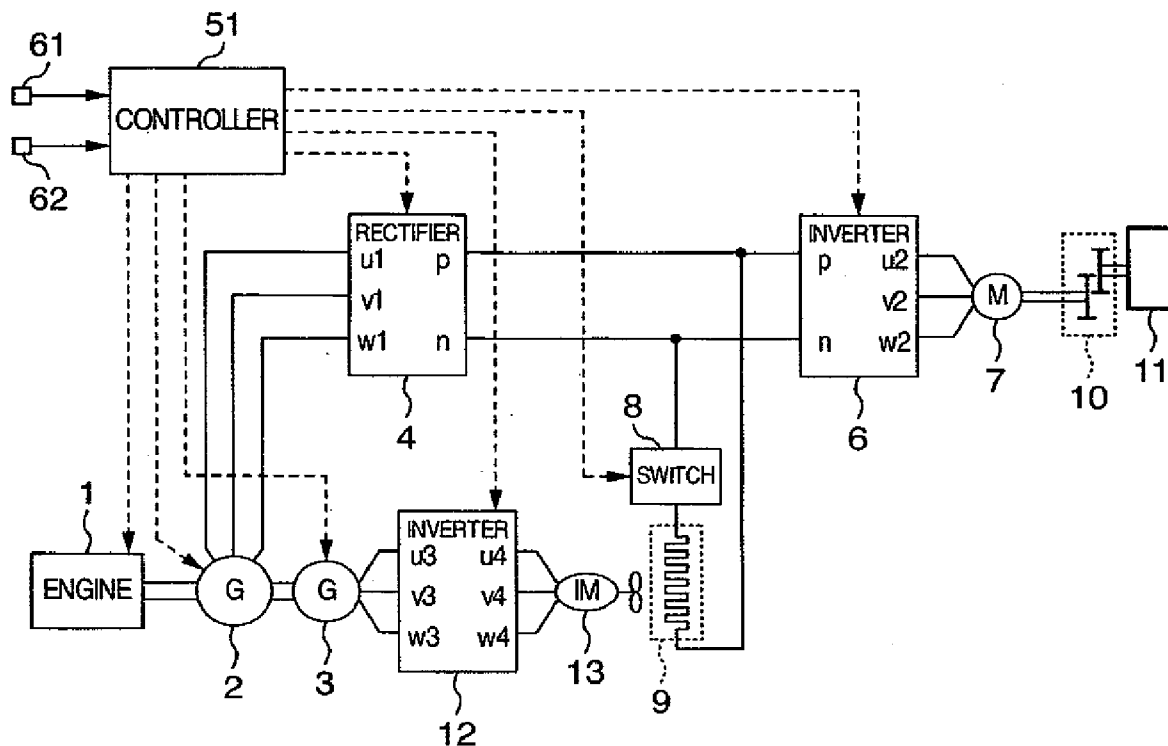 51
61
CONTROLLER
62
RECTIFIER
u1 p
v1
w1 n
4
INVERTER
p u2
v2
n w2
6
M
7
10
11
8
SWITCH
1
ENGINE
G
2
G
3
INVERTER
u3 u4
v3 v4
w3 w4
12
IM
13
9